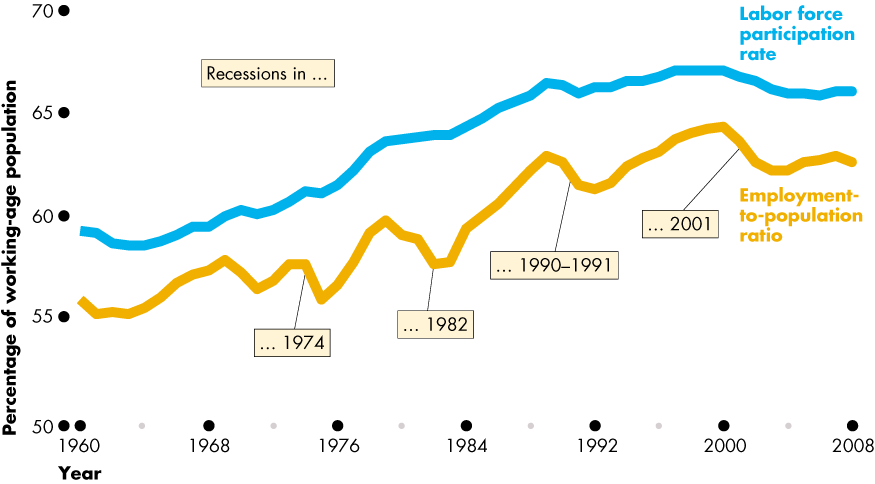 70
65
60
55
50
Percentage of working-age population
Recessions in ...
Labor force
participation
rate
Employment-
to-population
ratio
... 2001
... 1990–1991
... 1982
... 1974
1960
1968
1976
1984
1992
2000
2008
Year